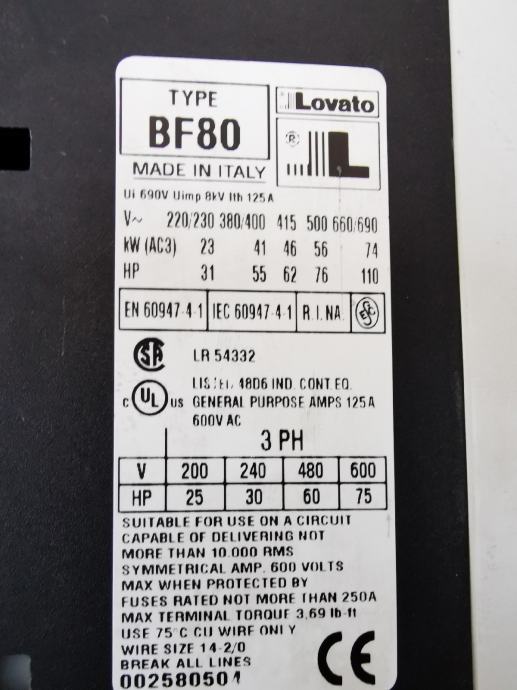 TYPE
BF80
Lovato
®
L
MADE IN ITALY
Ui 690V Uimp 8kV Ith 125A
V~ 220/230 380/400 415 500 660/690
kW (AC3) 23 41 46 56 74
HP 31 55 62 76 110
EN 60947-4-1 IEC 60947-4-1 R.I.NA.
SA LR 54332
LISTED 48D6 IND. CONT. EQ.
c UL us GENERAL PURPOSE AMPS 125A
600V AC
3 PH
V 200 240 480 600
HP 25 30 60 75
SUITABLE FOR USE ON A CIRCUIT
CAPABLE OF DELIVERING NOT
MORE THAN 10.000 RMS
SYMMETRICAL AMP. 600 VOLTS
MAX WHEN PROTECTED BY
FUSES RATED NOT MORE THAN 250A
MAX TERMINAL TORQUE 3,69 lb-ft
USE 75°C CU WIRE ONLY
WIRE SIZE 14-2/0
BREAK ALL LINES
00258050 CE